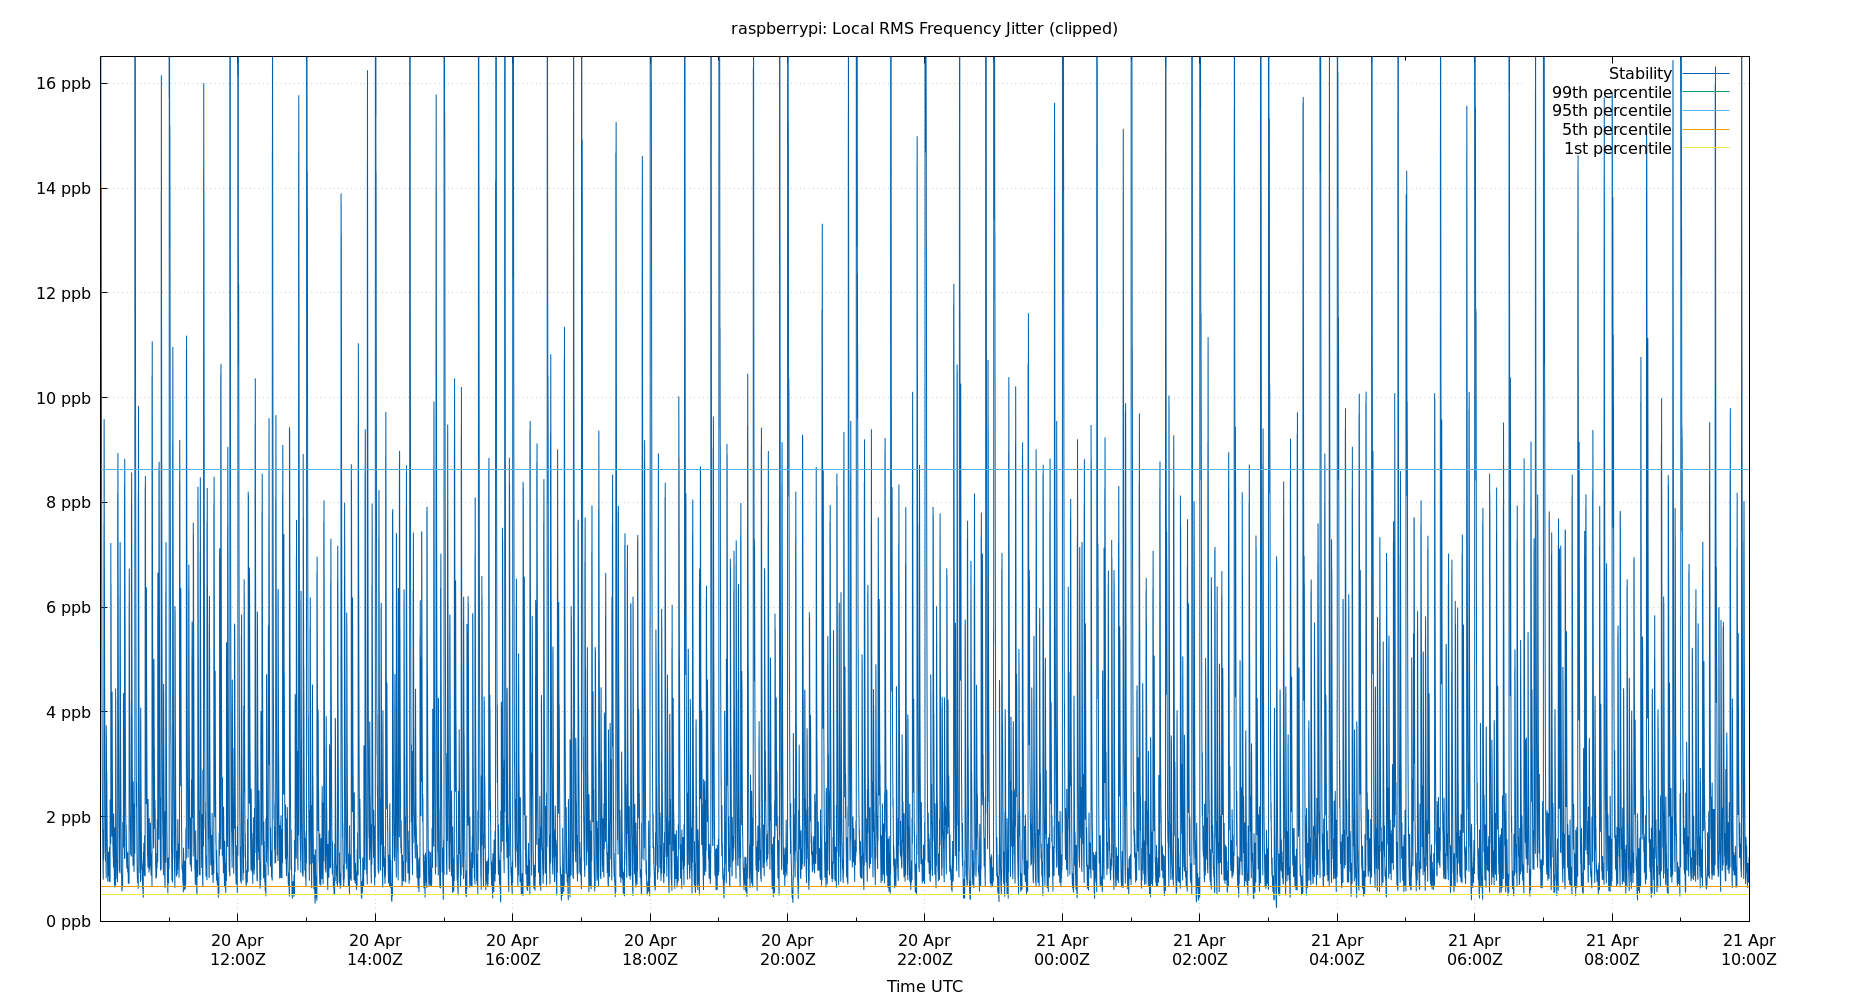 raspberrypi: Local RMS Frequency Jitter (clipped)
16 ppb
14 ppb
12 ppb
10 ppb
8 ppb
6 ppb
4 ppb
2 ppb
0 ppb
Stability
99th percentile
95th percentile
5th percentile
1st percentile
20 Apr
12:00Z
20 Apr
14:00Z
20 Apr
16:00Z
20 Apr
18:00Z
20 Apr
20:00Z
20 Apr
22:00Z
21 Apr
00:00Z
21 Apr
02:00Z
21 Apr
04:00Z
21 Apr
06:00Z
21 Apr
08:00Z
21 Apr
10:00Z
Time UTC